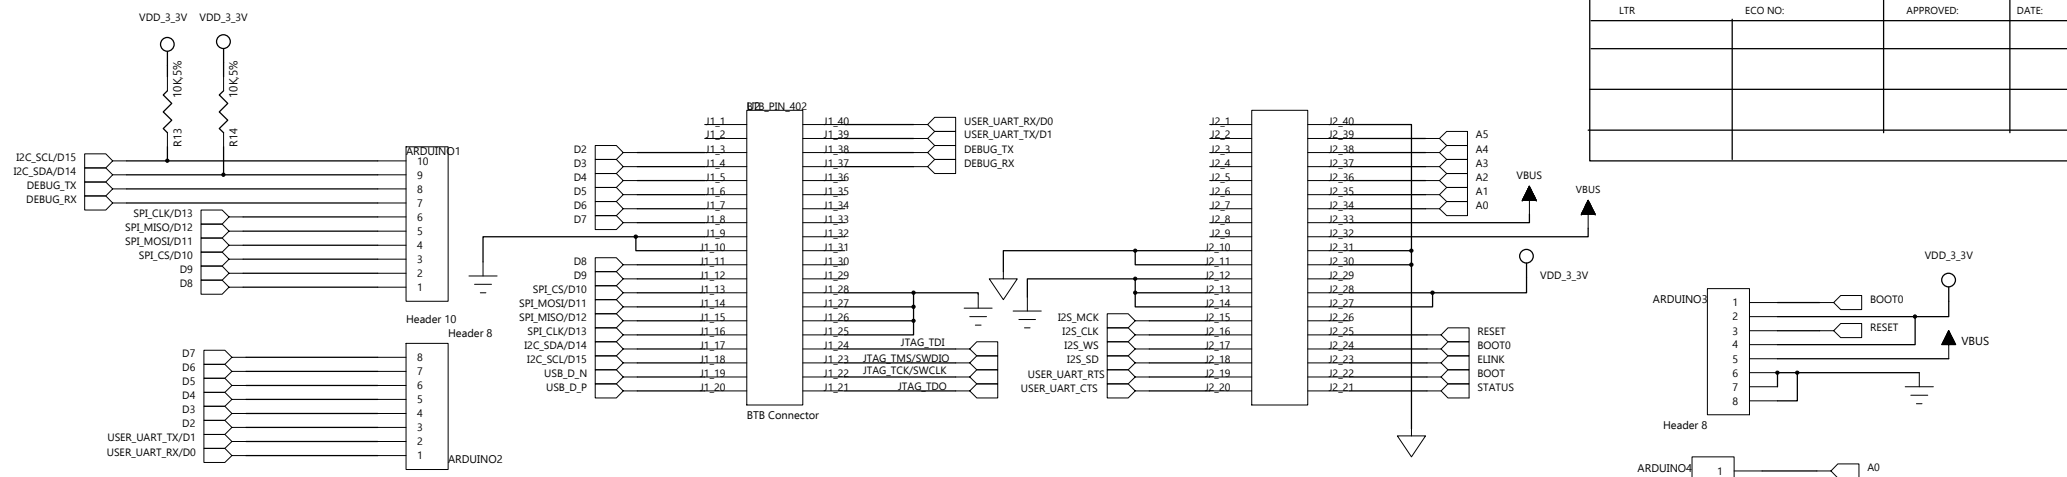 VDD_3_3V VDD_3_3V
10K,5% 10K,5%
R13 R14
I2C_SCL/D15
I2C_SDA/D14
DEBUG_TX
DEBUG_RX
SPI_CLK/D13
SPI_MISO/D12
SPI_MOSI/D11
SPI_CS/D10
D9
D8
ARDUINO1
10
9
8
7
6
5
4
3
2
1
Header 10
Header 8
D7
D6
D5
D4
D3
D2
USER_UART_TX/D1
USER_UART_RX/D0
8
7
6
5
4
3
2
1
ARDUINO2
BTB_PIN_402
D2
D3
D4
D5
D6
D7
D8
D9
SPI_CS/D10
SPI_MOSI/D11
SPI_MISO/D12
SPI_CLK/D13
I2C_SDA/D14
I2C_SCL/D15
USB_D_N
USB_D_P
J1_1
J1_2
J1_3
J1_4
J1_5
J1_6
J1_7
J1_8
J1_9
J1_10
J1_11
J1_12
J1_13
J1_14
J1_15
J1_16
J1_17
J1_18
J1_19
J1_20
J1_40
J1_39
J1_38
J1_37
J1_36
J1_35
J1_34
J1_33
J1_32
J1_31
J1_30
J1_29
J1_28
J1_27
J1_26
J1_25
J1_24
J1_23
J1_22
J1_21
USER_UART_RX/D0
USER_UART_TX/D1
DEBUG_TX
DEBUG_RX
JTAG_TDI
JTAG_TMS/SWDIO
JTAG_TCK/SWCLK
JTAG_TDO
BTB Connector
I2S_MCK
I2S_CLK
I2S_WS
I2S_SD
USER_UART_RTS
USER_UART_CTS
J2_1
J2_2
J2_3
J2_4
J2_5
J2_6
J2_7
J2_8
J2_9
J2_10
J2_11
J2_12
J2_13
J2_14
J2_15
J2_16
J2_17
J2_18
J2_19
J2_20
J2_40
J2_39
J2_38
J2_37
J2_36
J2_35
J2_34
J2_33
J2_32
J2_31
J2_30
J2_29
J2_28
J2_27
J2_26
J2_25
J2_24
J2_23
J2_22
J2_21
A5
A4
A3
A2
A1
A0
VBUS
VBUS
VDD_3_3V
RESET
BOOT0
ELINK
BOOT
STATUS
LTR ECO NO: APPROVED: DATE:
VDD_3_3V
ARDUINO3
1
2
3
4
5
6
7
8
BOOT0
RESET
VBUS
Header 8
ARDUINO4
1
A0